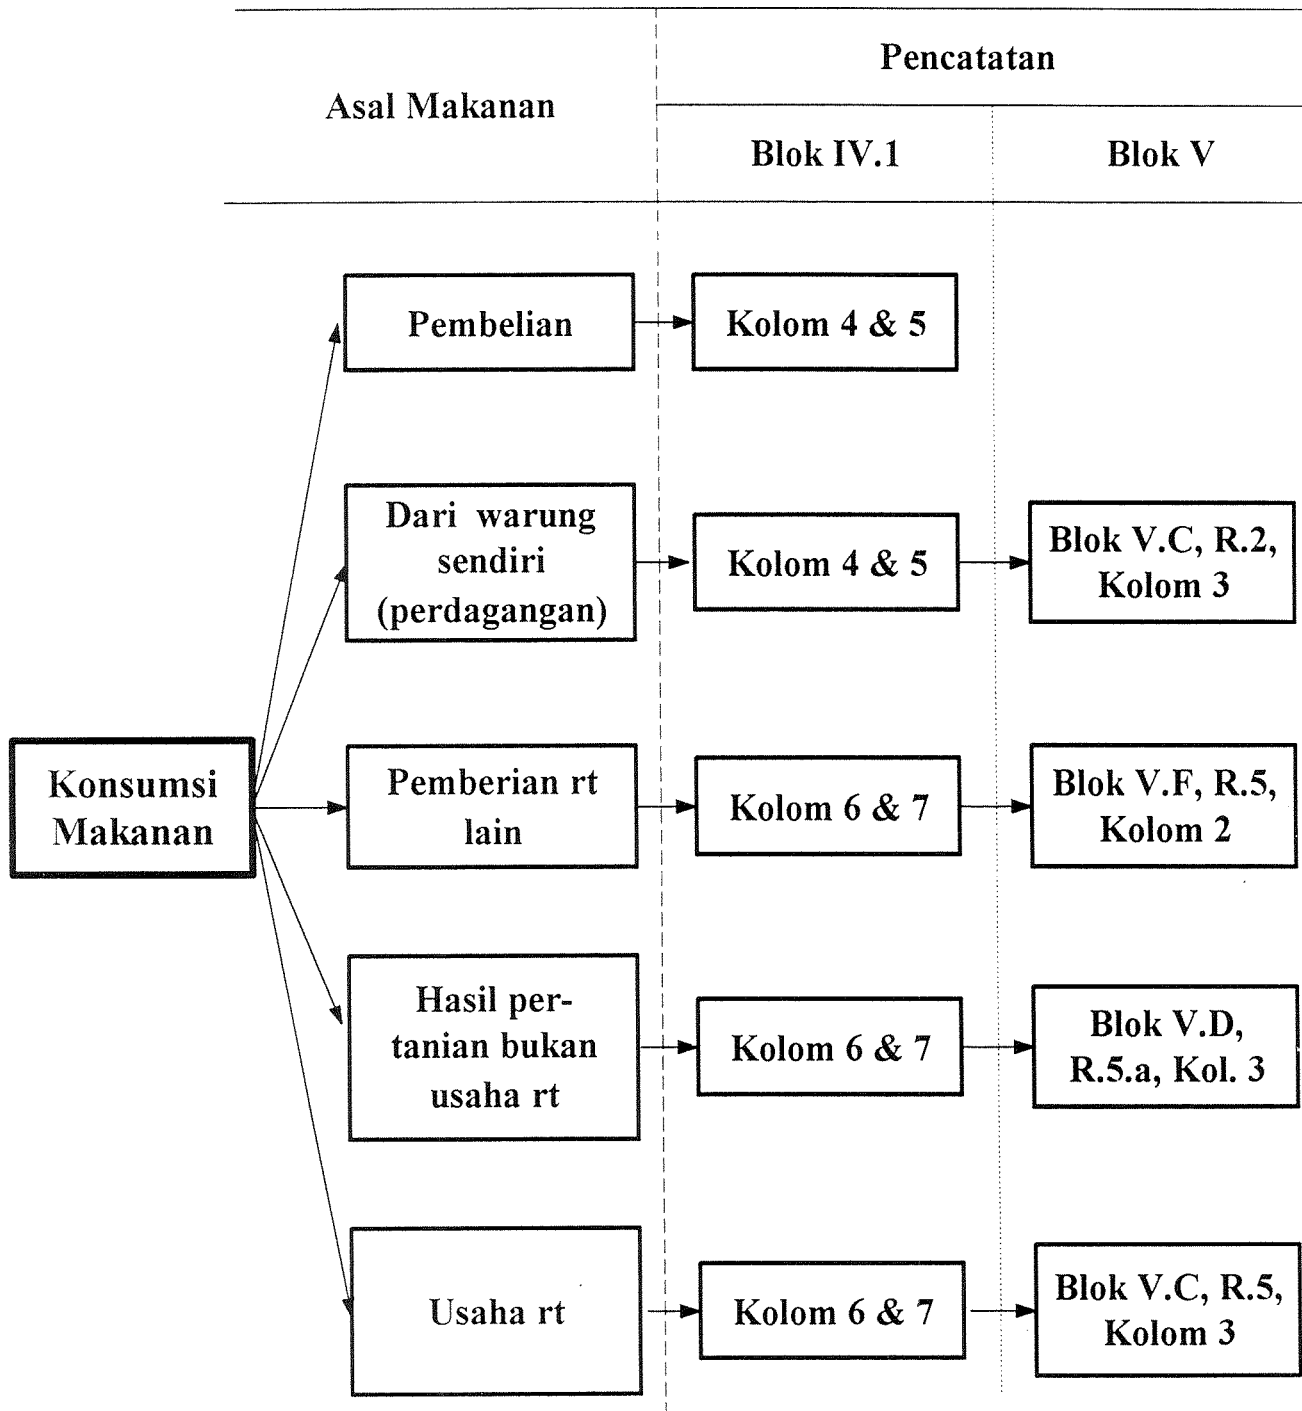 Pencatatan
Asal Makanan
Blok IV.1
Blok V
Pembelian
Kolom 4 & 5
Dari warung
sendiri
(perdagangan)
Kolom 4 & 5
Blok V.C, R.2,
Kolom 3
Konsumsi
Makanan
Pemberian rt
lain
Kolom 6 & 7
Blok V.F, R.5,
Kolom 2
Hasil per-
tanian bukan
usaha rt
Kolom 6 & 7
Blok V.D,
R.5.a, Kol. 3
Usaha rt
Kolom 6 & 7
Blok V.C, R.5,
Kolom 3